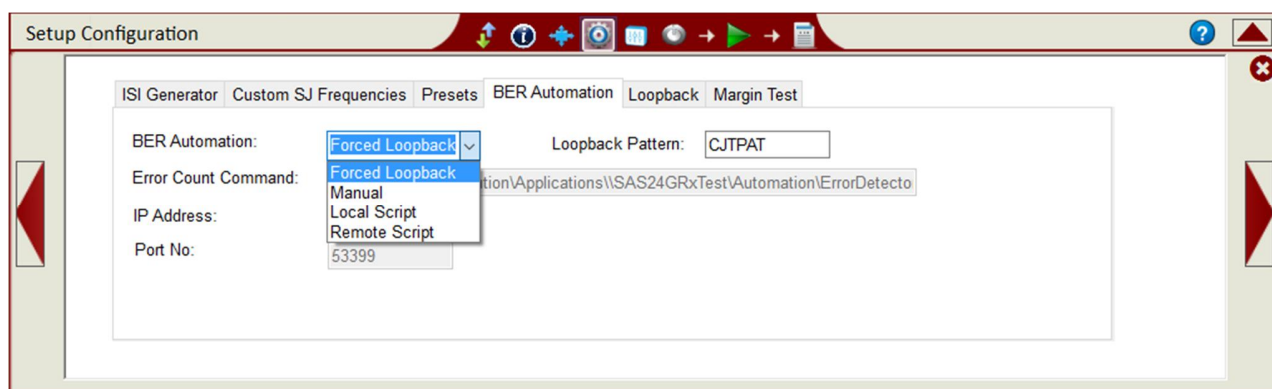 Setup Configuration
ISI Generator Custom SJ Frequencies Presets BER Automation Loopback Margin Test
BER Automation: Forced Loopback Loopback Pattern: CJTPAT
Forced Loopback
Error Count Command: tion\Applications\\SAS24GRxTest\Automation\ErrorDetecto
Manual
Local Script
IP Address:
Remote Script
Port No: 53399